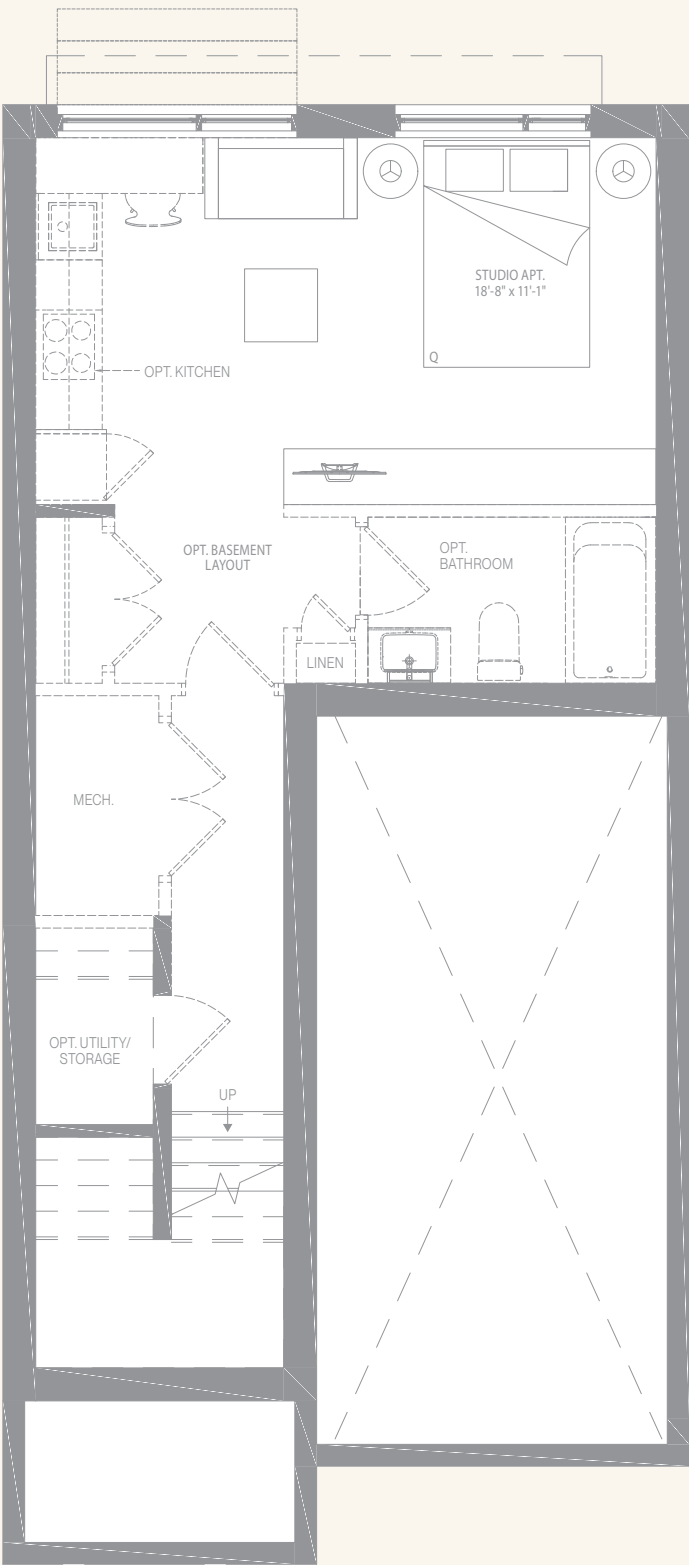 STUDIO APT.
18'-8" x 11'-1"
Q
OPT. KITCHEN
OPT. BASEMENT
LAYOUT
OPT.
BATHROOM
LINEN
MECH.
OPT. UTILITY/
STORAGE
UP